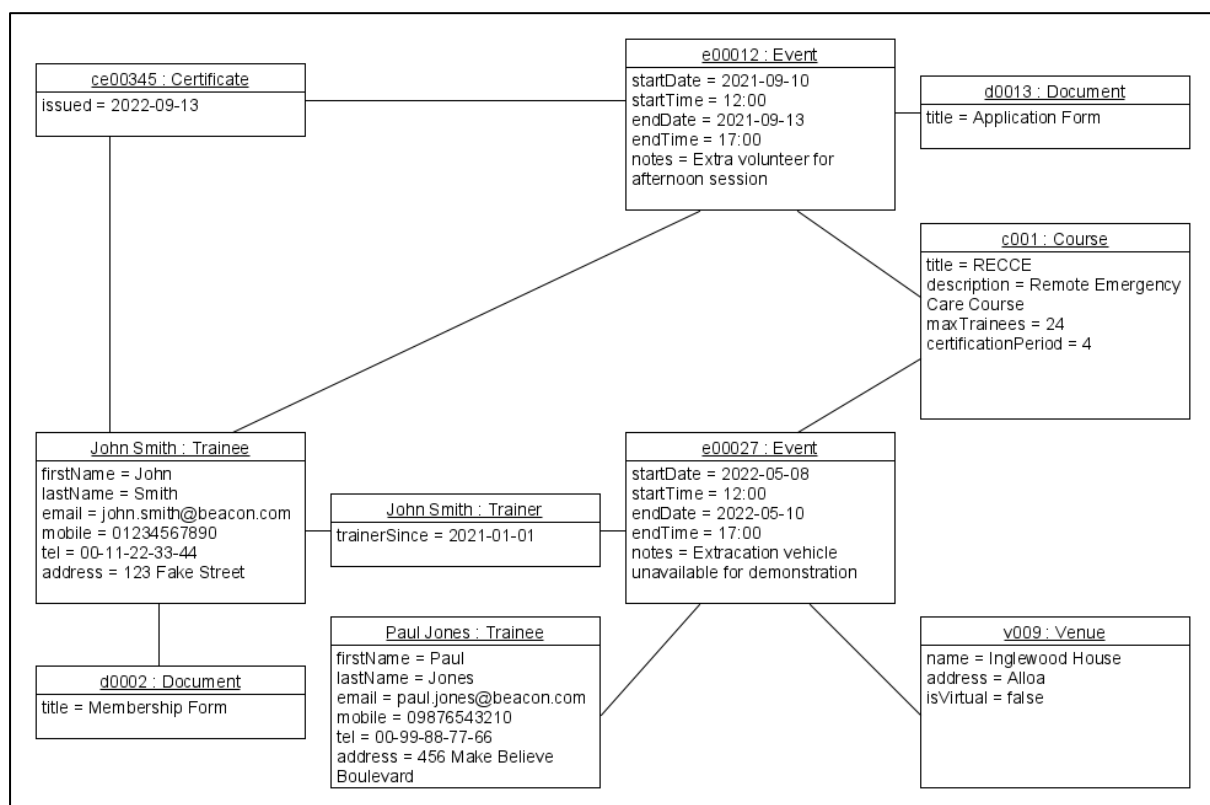 ce00345 : Certificate
issued = 2022-09-13
e00012 : Event
startDate = 2021-09-10
startTime = 12:00
endDate = 2021-09-13
endTime = 17:00
notes = Extra volunteer for
afternoon session
d0013 : Document
title = Application Form
c001 : Course
title = RECCE
description = Remote Emergency
Care Course
maxTrainees = 24
certificationPeriod = 4
John Smith : Trainee
firstName = John
lastName = Smith
email = john.smith@beacon.com
mobile = 01234567890
tel = 00-11-22-33-44
address = 123 Fake Street
John Smith : Trainer
trainerSince = 2021-01-01
e00027 : Event
startDate = 2022-05-08
startTime = 12:00
endDate = 2022-05-10
endTime = 17:00
notes = Extracation vehicle
unavailable for demonstration
d0002 : Document
title = Membership Form
Paul Jones : Trainee
firstName = Paul
lastName = Jones
email = paul.jones@beacon.com
mobile = 09876543210
tel = 00-99-88-77-66
address = 456 Make Believe
Boulevard
v009 : Venue
name = Inglewood House
address = Alloa
isVirtual = false